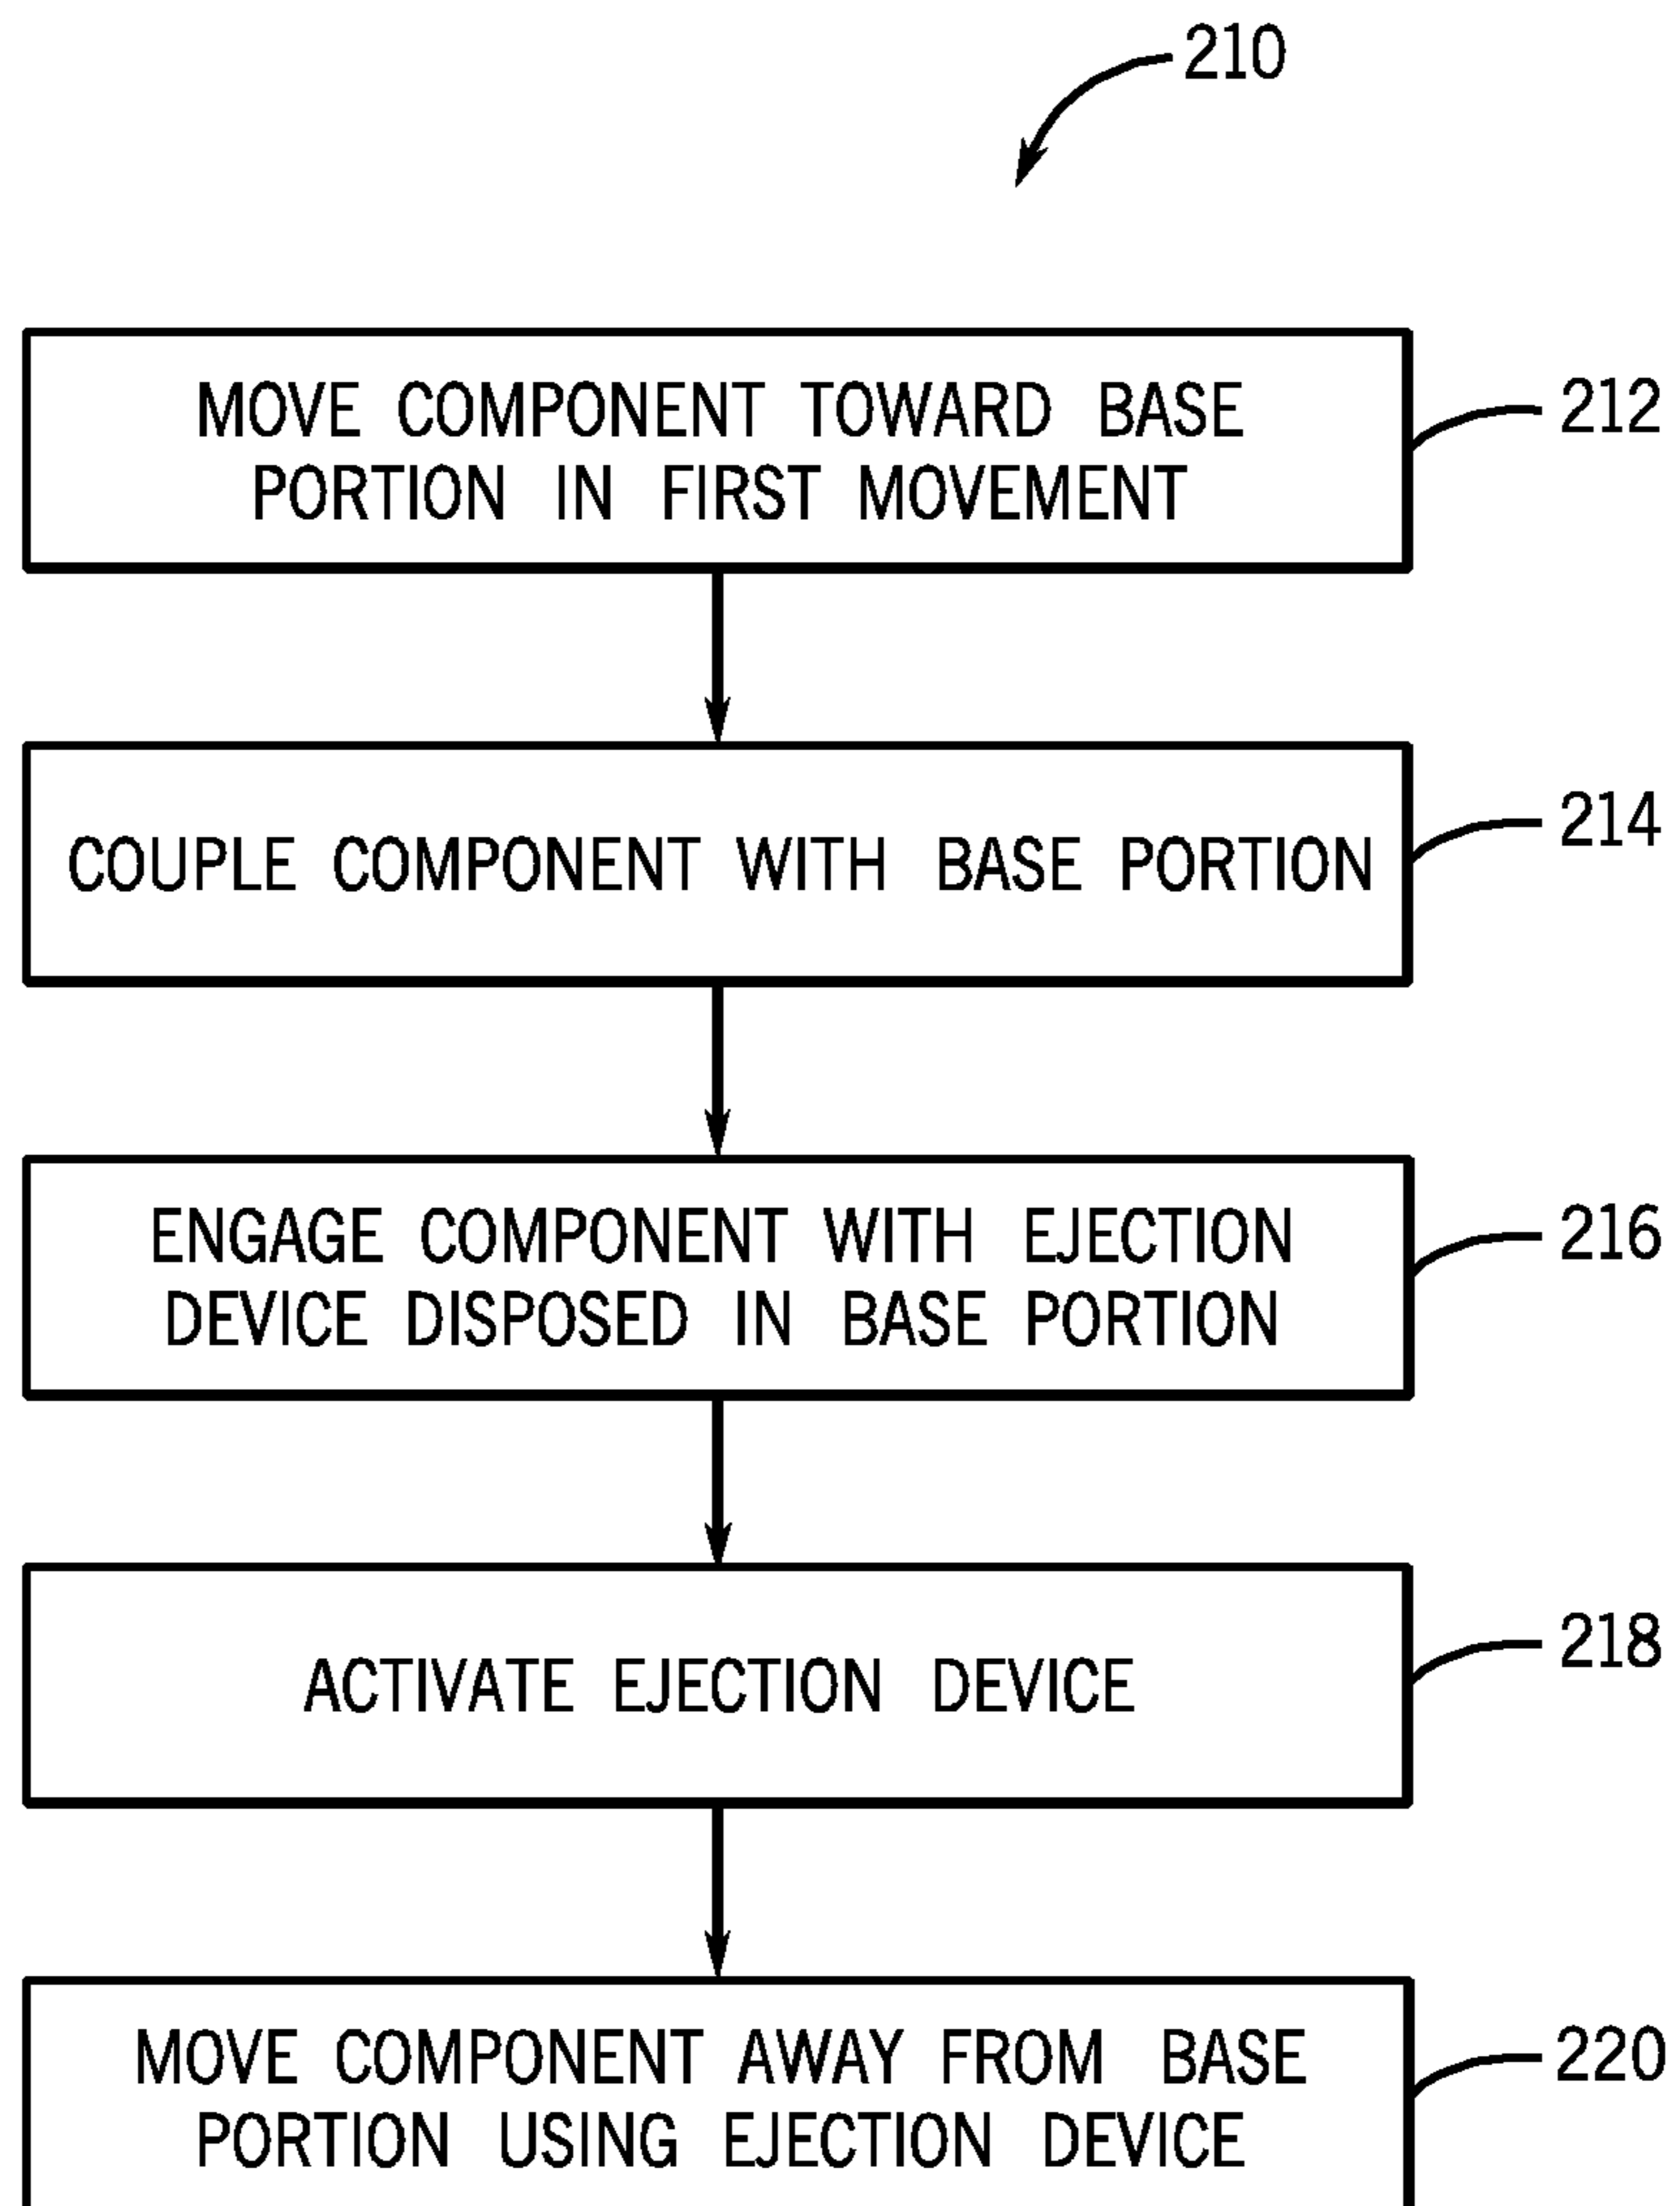 210
MOVE COMPONENT TOWARD BASE
PORTION IN FIRST MOVEMENT
212
COUPLE COMPONENT WITH BASE PORTION
214
ENGAGE COMPONENT WITH EJECTION
DEVICE DISPOSED IN BASE PORTION
216
ACTIVATE EJECTION DEVICE
218
MOVE COMPONENT AWAY FROM BASE
PORTION USING EJECTION DEVICE
220